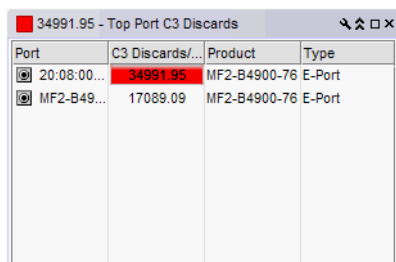 34991.95 - Top Port C3 Discards
Port C3 Discards/... Product Type
20:08:00... 34991.95 MF2-B4900-76 E-Port
MF2-B49... 17089.09 MF2-B4900-76 E-Port